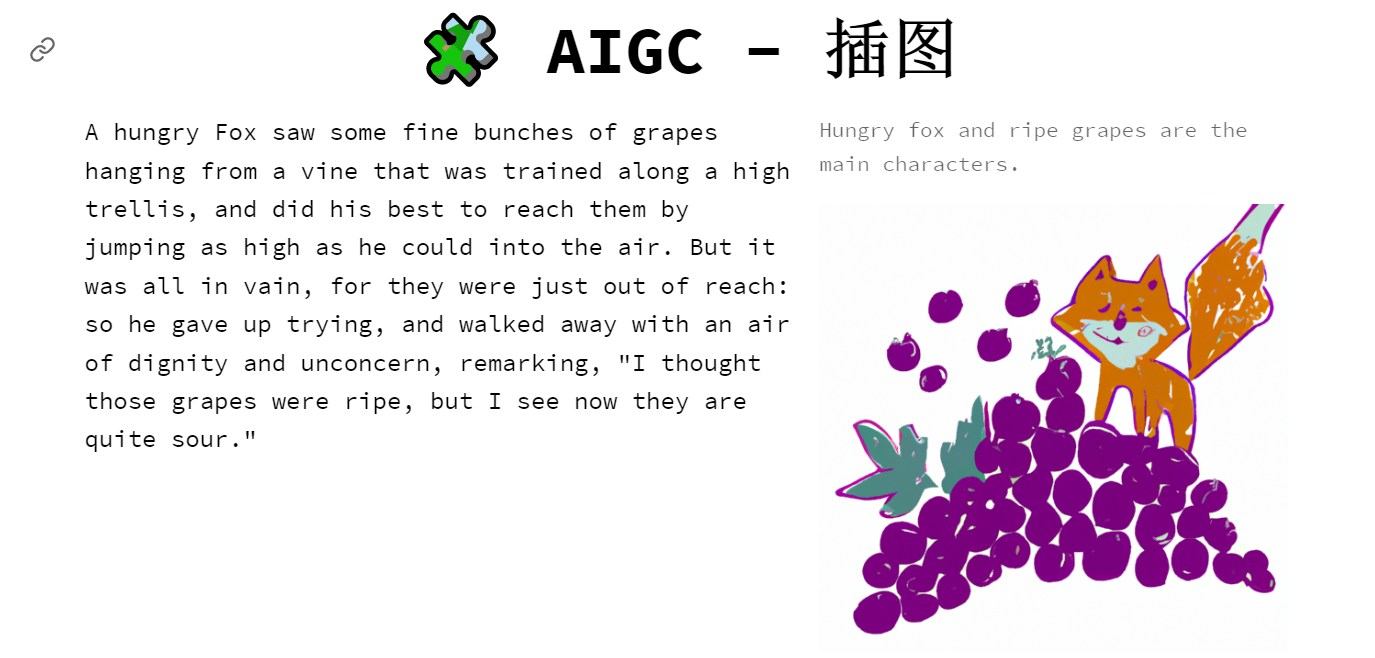 AIGC - 插图
A hungry Fox saw some fine bunches of grapes
hanging from a vine that was trained along a high
trellis, and did his best to reach them by
jumping as high as he could into the air. But it
was all in vain, for they were just out of reach:
so he gave up trying, and walked away with an air
of dignity and unconcern, remarking, "I thought
those grapes were ripe, but I see now they are
quite sour."
Hungry fox and ripe grapes are the
main characters.